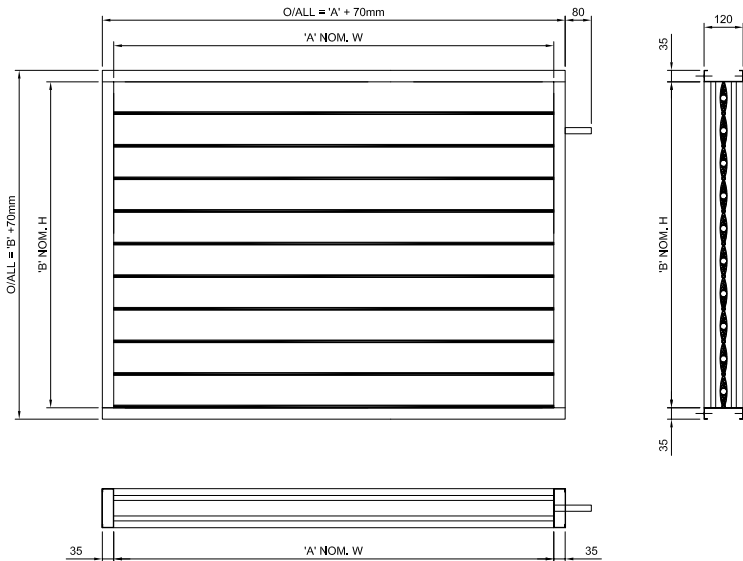 O/ALL = 'A' + 70mm
80
120
'A' NOM. W
35
O/ALL = 'B' +70mm
'B' NOM. H
'B' NOM. H
35
35
'A' NOM. W
35